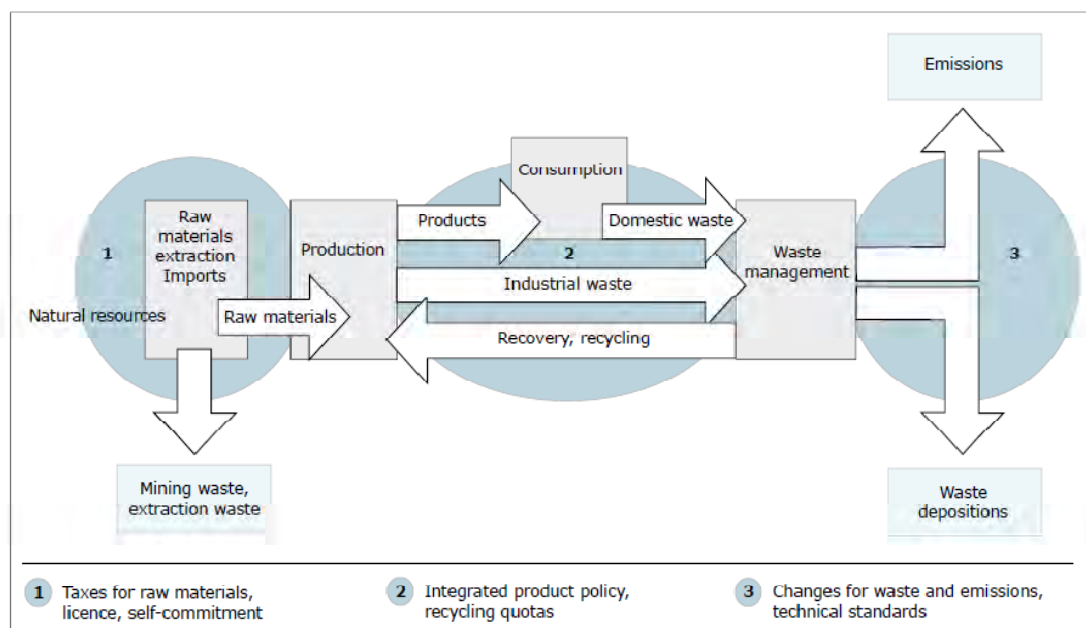 Emissions
Consumption
Raw
materials
extraction
Imports
Production
Products
Domestic waste
Waste
management
1
2
3
Industrial waste
Natural resources
Raw materials
Recovery, recycling
Mining waste,
extraction waste
Waste
depositions
1 Taxes for raw materials,
licence, self-commitment
2 Integrated product policy,
recycling quotas
3 Changes for waste and emissions,
technical standards